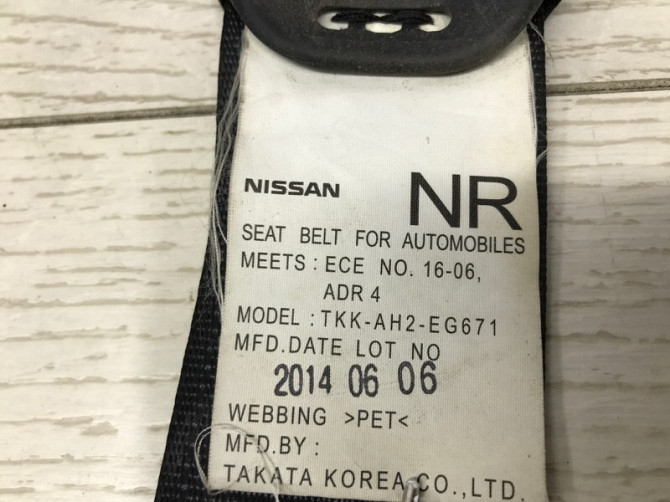 NISSAN NR
SEAT BELT FOR AUTOMOBILES
MEETS : ECE NO. 16-06,
ADR 4
MODEL : TKK-AH2-EG671
MFD.DATE LOT NO
2014 06 06
WEBBING >PET<
MFD.BY :
TAKATA KOREA CO.,LTD.